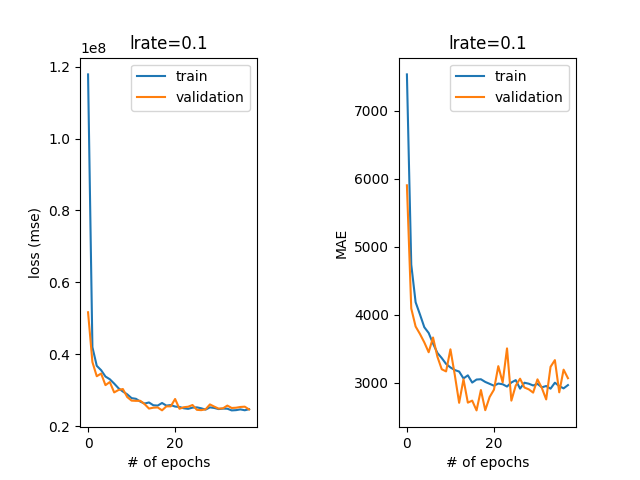 lrate=0.1
1e8
1.2
1.0
0.8
0.6
0.4
0.2
loss (mse)
0
20
# of epochs
train
validation
lrate=0.1
7000
6000
5000
4000
3000
MAE
0
20
# of epochs
train
validation